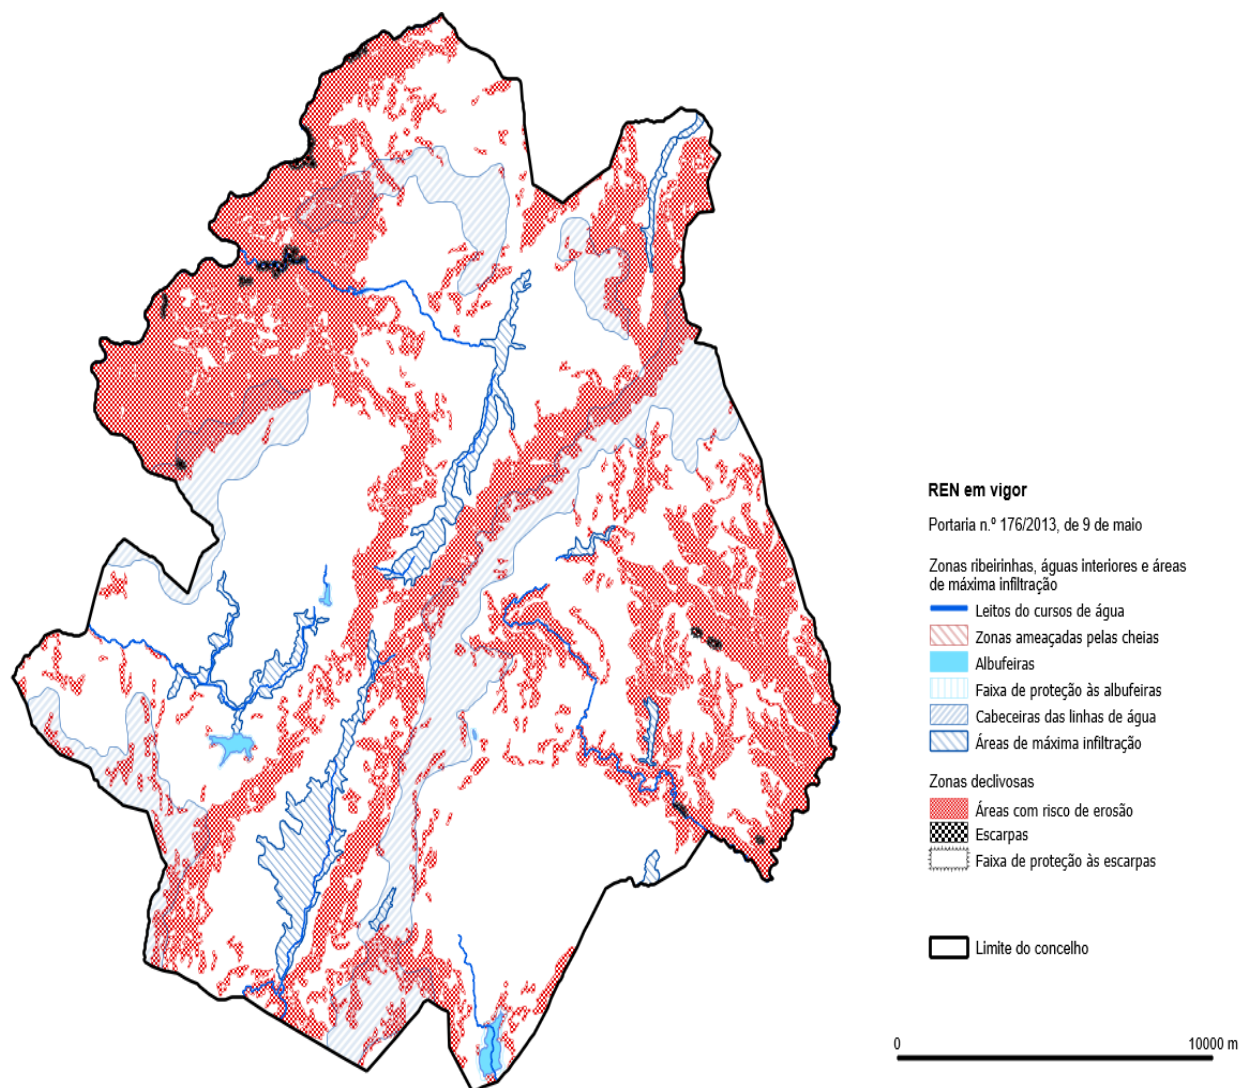 REN em vigor
Portaria n.º 176/2013, de 9 de maio
Zonas ribeirinhas, águas interiores e áreas
de máxima infiltração
Leitos do cursos de água
Zonas ameaçadas pelas cheias
Albufeiras
Faixa de proteção às albufeiras
Cabeceiras das linhas de água
Áreas de máxima infiltração
Zonas declivosas
Áreas com risco de erosão
Escarpas
Faixa de proteção às escarpas
Limite do concelho
0 10000 m